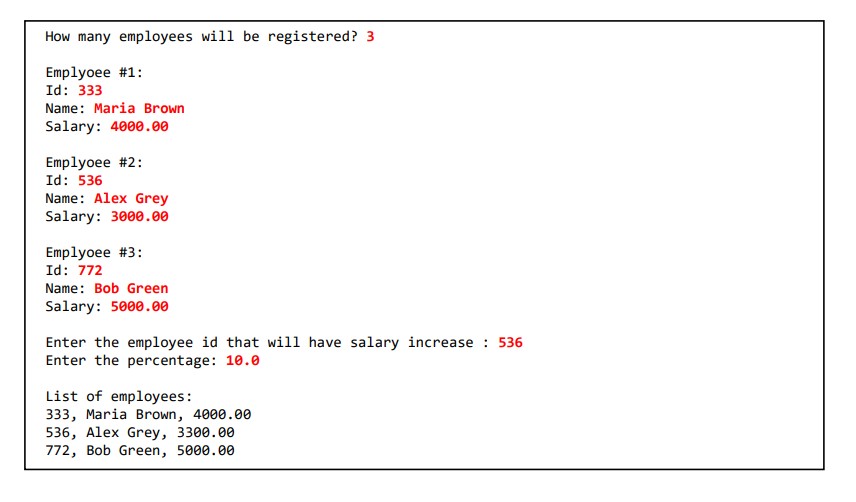 How many employees will be registered? 3
Emplyoee #1:
Id: 333
Name: Maria Brown
Salary: 4000.00
Emplyoee #2:
Id: 536
Name: Alex Grey
Salary: 3000.00
Emplyoee #3:
Id: 772
Name: Bob Green
Salary: 5000.00
Enter the employee id that will have salary increase : 536
Enter the percentage: 10.0
List of employees:
333, Maria Brown, 4000.00
536, Alex Grey, 3300.00
772, Bob Green, 5000.00